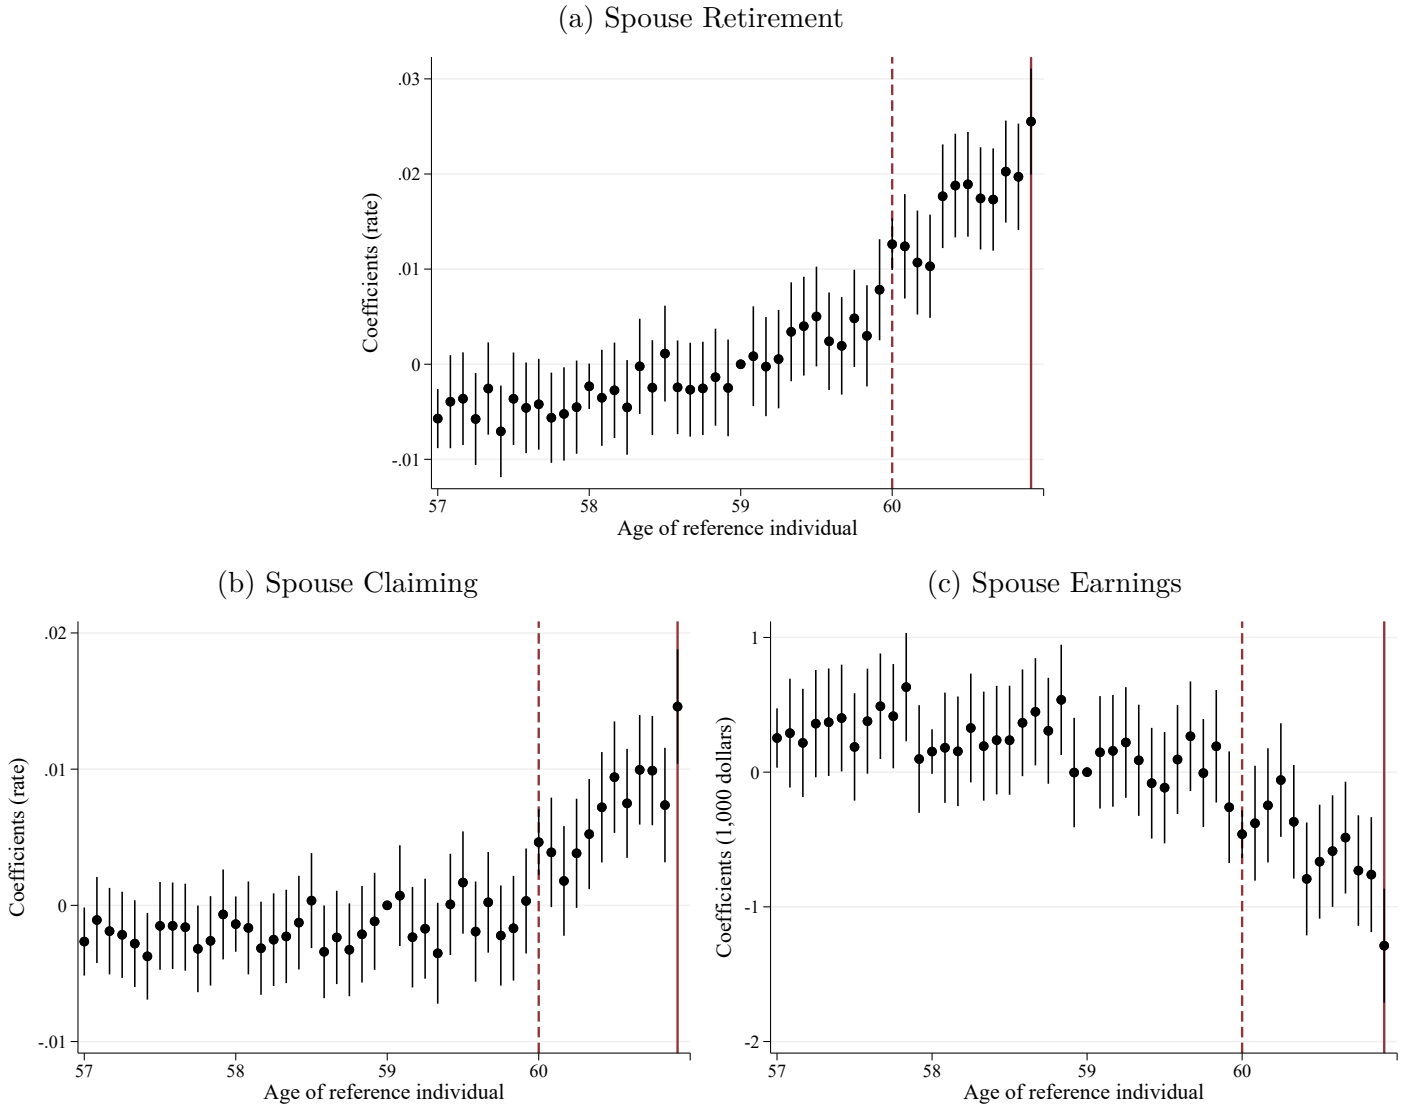 (a) Spouse Retirement
.03
.02
.01
0
-.01
Coefficients (rate)
57 58 59 60
Age of reference individual
(b) Spouse Claiming
.02
.01
0
-.01
Coefficients (rate)
57 58 59 60
Age of reference individual
(c) Spouse Earnings
1
0
-1
-2
Coefficients (1,000 dollars)
57 58 59 60
Age of reference individual